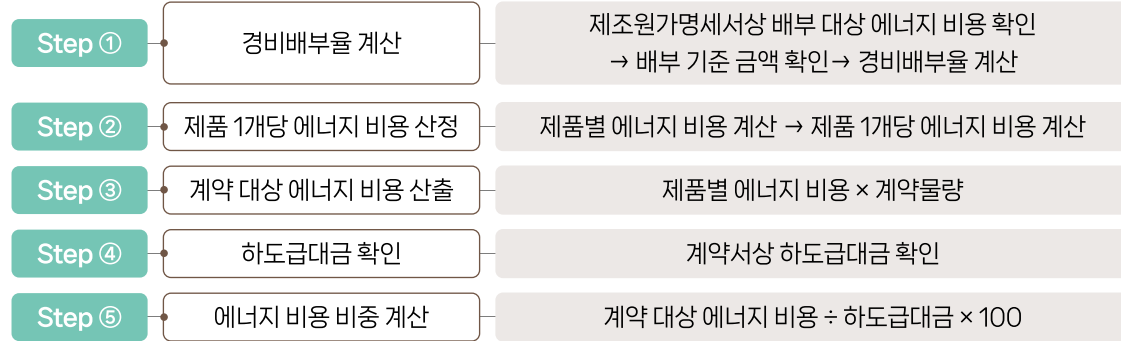 Step ① 경비배부율 계산 제조원가명세서상 배부 대상 에너지 비용 확인
→ 배부 기준 금액 확인→ 경비배부율 계산
Step ② 제품 1개당 에너지 비용 산정 제품별 에너지 비용 계산 → 제품 1개당 에너지 비용 계산
Step ③ 계약 대상 에너지 비용 산출 제품별 에너지 비용 × 계약물량
Step ④ 하도급대금 확인 계약서상 하도급대금 확인
Step ⑤ 에너지 비용 비중 계산 계약 대상 에너지 비용 ÷ 하도급대금 × 100